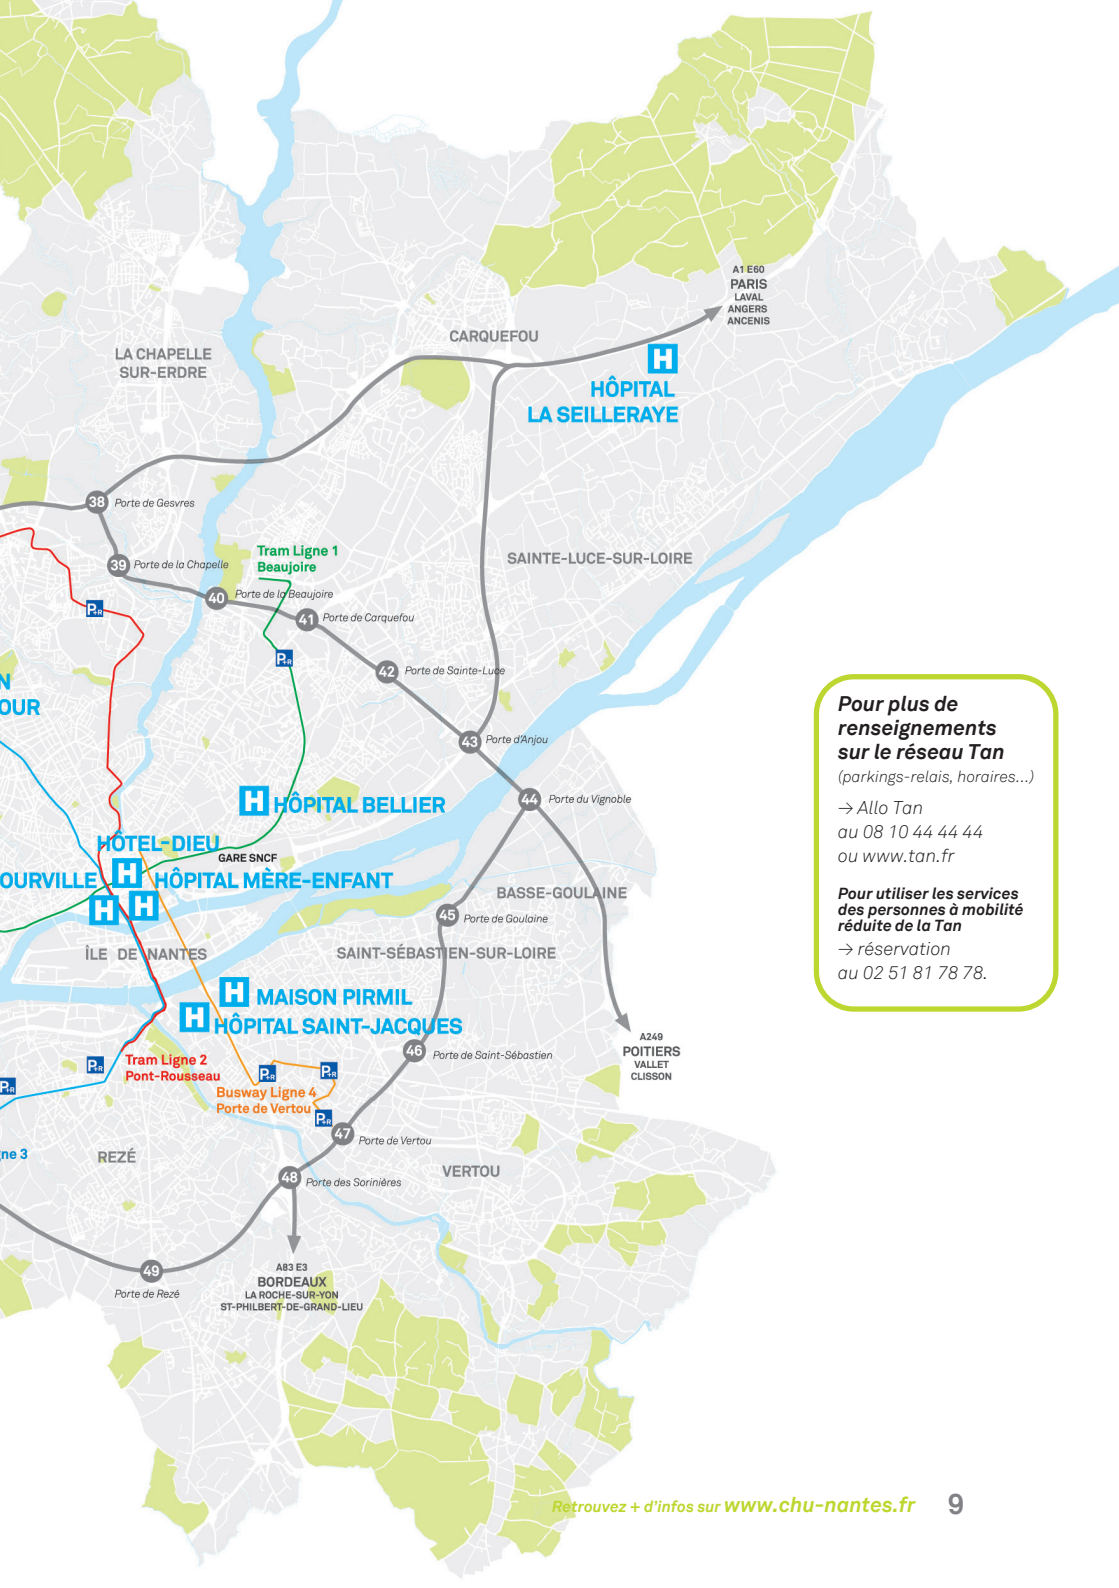 A1 E60
PARIS
LAVAL
ANGERS
ANCENIS
CARQUEFOU
LA CHAPELLE
SUR-ERDRE
H
HÔPITAL
LA SEILLERAYE
38 Porte de Gesvres
Tram Ligne 1
Beaujoire
SAINTE-LUCE-SUR-LOIRE
39 Porte de la Chapelle
40 Porte de la Beaujoire
P+R
41 Porte de Carquefou
P+R
42 Porte de Sainte-Luce
N
OUR
43 Porte d'Anjou
H HÔPITAL BELLIER
44 Porte du Vignoble
HÔTEL-DIEU
GARE SNCF
OURVILLE
H
HÔPITAL MÈRE-ENFANT
H
H
BASSE-GOULAINE
45 Porte de Goulaine
ÎLE DE NANTES
SAINT-SÉBASTIEN-SUR-LOIRE
H MAISON PIRMIL
H HÔPITAL SAINT-JACQUES
A249
POITIERS
VALLET
CLISSON
46 Porte de Saint-Sébastien
P+R
Tram Ligne 2
Pont-Rousseau
P+R
P+R
P+R
Busway Ligne 4
Porte de Vertou
P+R
47 Porte de Vertou
ne 3
REZÉ
VERTOU
48 Porte des Sorinières
49
Porte de Rezé
A83 E3
BORDEAUX
LA ROCHE-SUR-YON
ST-PHILBERT-DE-GRAND-LIEU
Pour plus de
renseignements
sur le réseau Tan
(parkings-relais, horaires...)
→ Allo Tan
au 08 10 44 44 44
ou www.tan.fr
Pour utiliser les services
des personnes à mobilité
réduite de la Tan
→ réservation
au 02 51 81 78 78.
Retrouvez + d'infos sur www.chu-nantes.fr 9